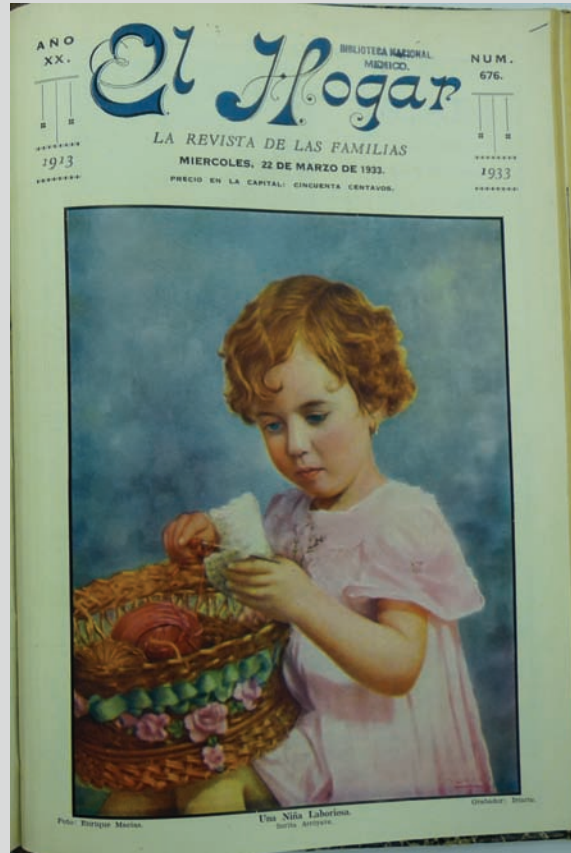 AÑO
XX.
El Hogar
BIBLIOTECA NACIONAL.
MEXICO.
NUM.
676.
LA REVISTA DE LAS FAMILIAS
1913
MIERCOLES, 22 DE MARZO DE 1933.
1933
PRECIO EN LA CAPITAL: CINCUENTA CENTAVOS.
Foto: Enrique Macías.
Una Niña Laboriosa.
Grabador: